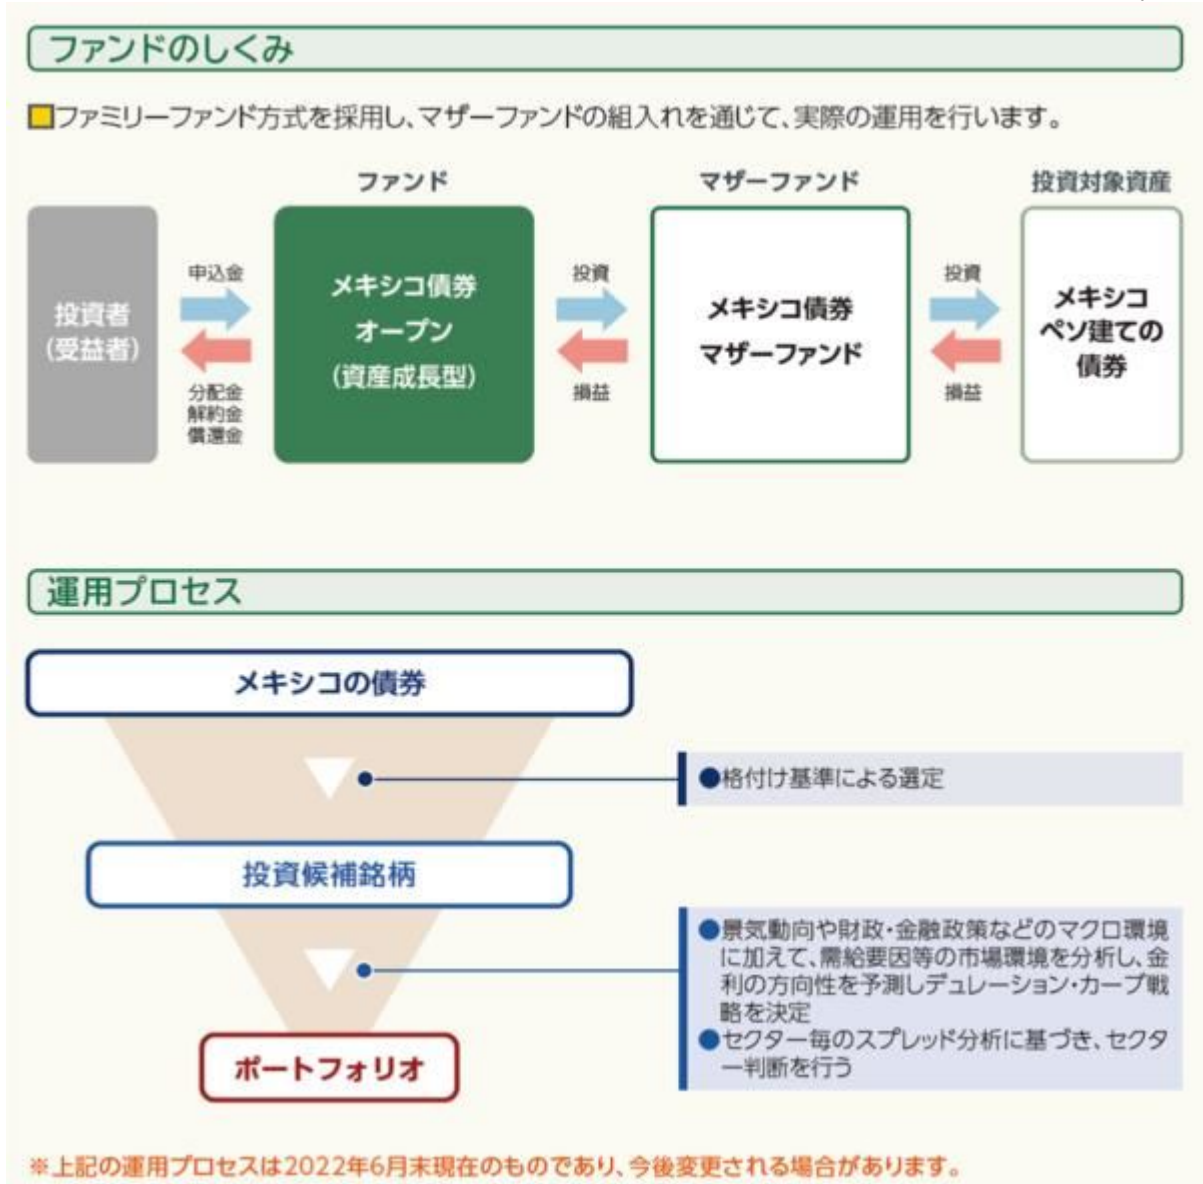 ファンドのしくみ
ファミリーファンド方式を採用し、マザーファンドの組入れを通じて、実際の運用を行います。
ファンド
マザーファンド
投資対象資産
投資者
(受益者)
申込金
分配金
解約金
償還金
メキシコ債券
オープン
(資産成長型)
投資
損益
メキシコ債券
マザーファンド
投資
損益
メキシコ
ペソ建ての
債券
運用プロセス
メキシコの債券
●格付け基準による選定
投資候補銘柄
●景気動向や財政・金融政策などのマクロ環境
に加えて、需給要因等の市場環境を分析し、金
利の方向性を予測しデュレーション・カーブ戦
略を決定
●セクター毎のスプレッド分析に基づき、セクタ
ー判断を行う
ポートフォリオ
※上記の運用プロセスは2022年6月末現在のものであり、今後変更される場合があります。